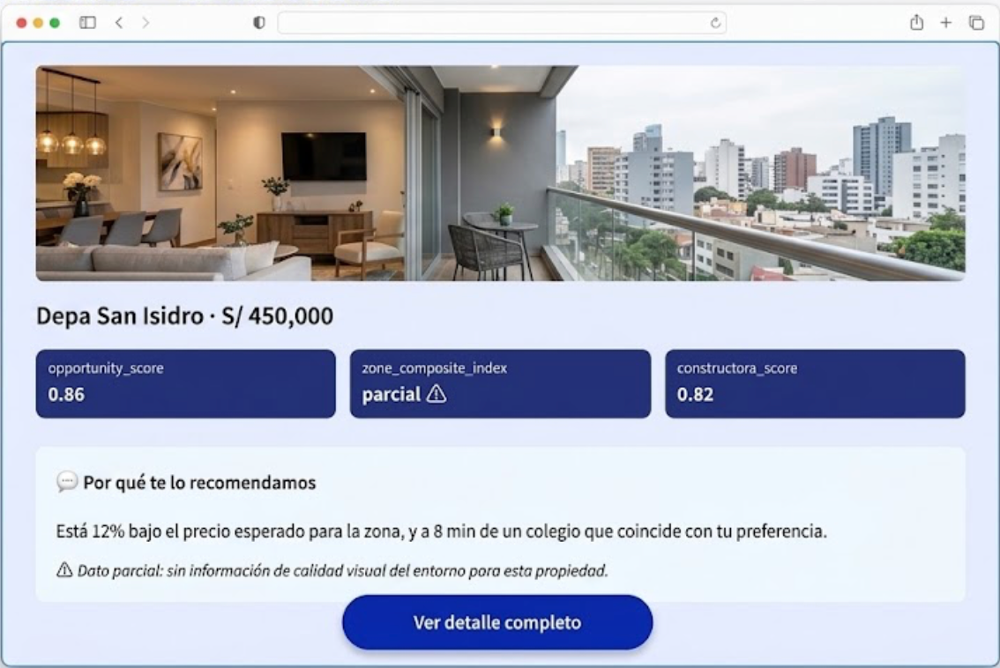 Depa San Isidro · S/ 450,000
opportunity_score
0.86
zone_composite_index
parcial ⚠
constructora_score
0.82
💬 Por qué te lo recomendamos
Está 12% bajo el precio esperado para la zona, y a 8 min de un colegio que coincide con tu preferencia.
⚠ Dato parcial: sin información de calidad visual del entorno para esta propiedad.
Ver detalle completo